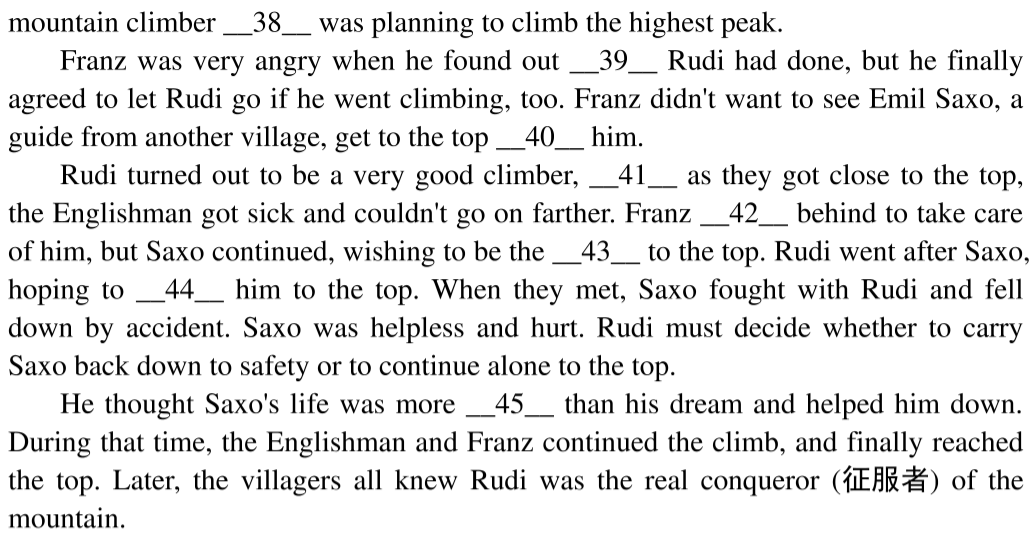 mountain climber __38__ was planning to climb the highest peak.
Franz was very angry when he found out __39__ Rudi had done, but he finally
agreed to let Rudi go if he went climbing, too. Franz didn't want to see Emil Saxo, a
guide from another village, get to the top __40__ him.
Rudi turned out to be a very good climber, __41__ as they got close to the top,
the Englishman got sick and couldn't go on farther. Franz __42__ behind to take care
of him, but Saxo continued, wishing to be the __43__ to the top. Rudi went after Saxo,
hoping to __44__ him to the top. When they met, Saxo fought with Rudi and fell
down by accident. Saxo was helpless and hurt. Rudi must decide whether to carry
Saxo back down to safety or to continue alone to the top.
He thought Saxo's life was more __45__ than his dream and helped him down.
During that time, the Englishman and Franz continued the climb, and finally reached
the top. Later, the villagers all knew Rudi was the real conqueror (征服者) of the
mountain.